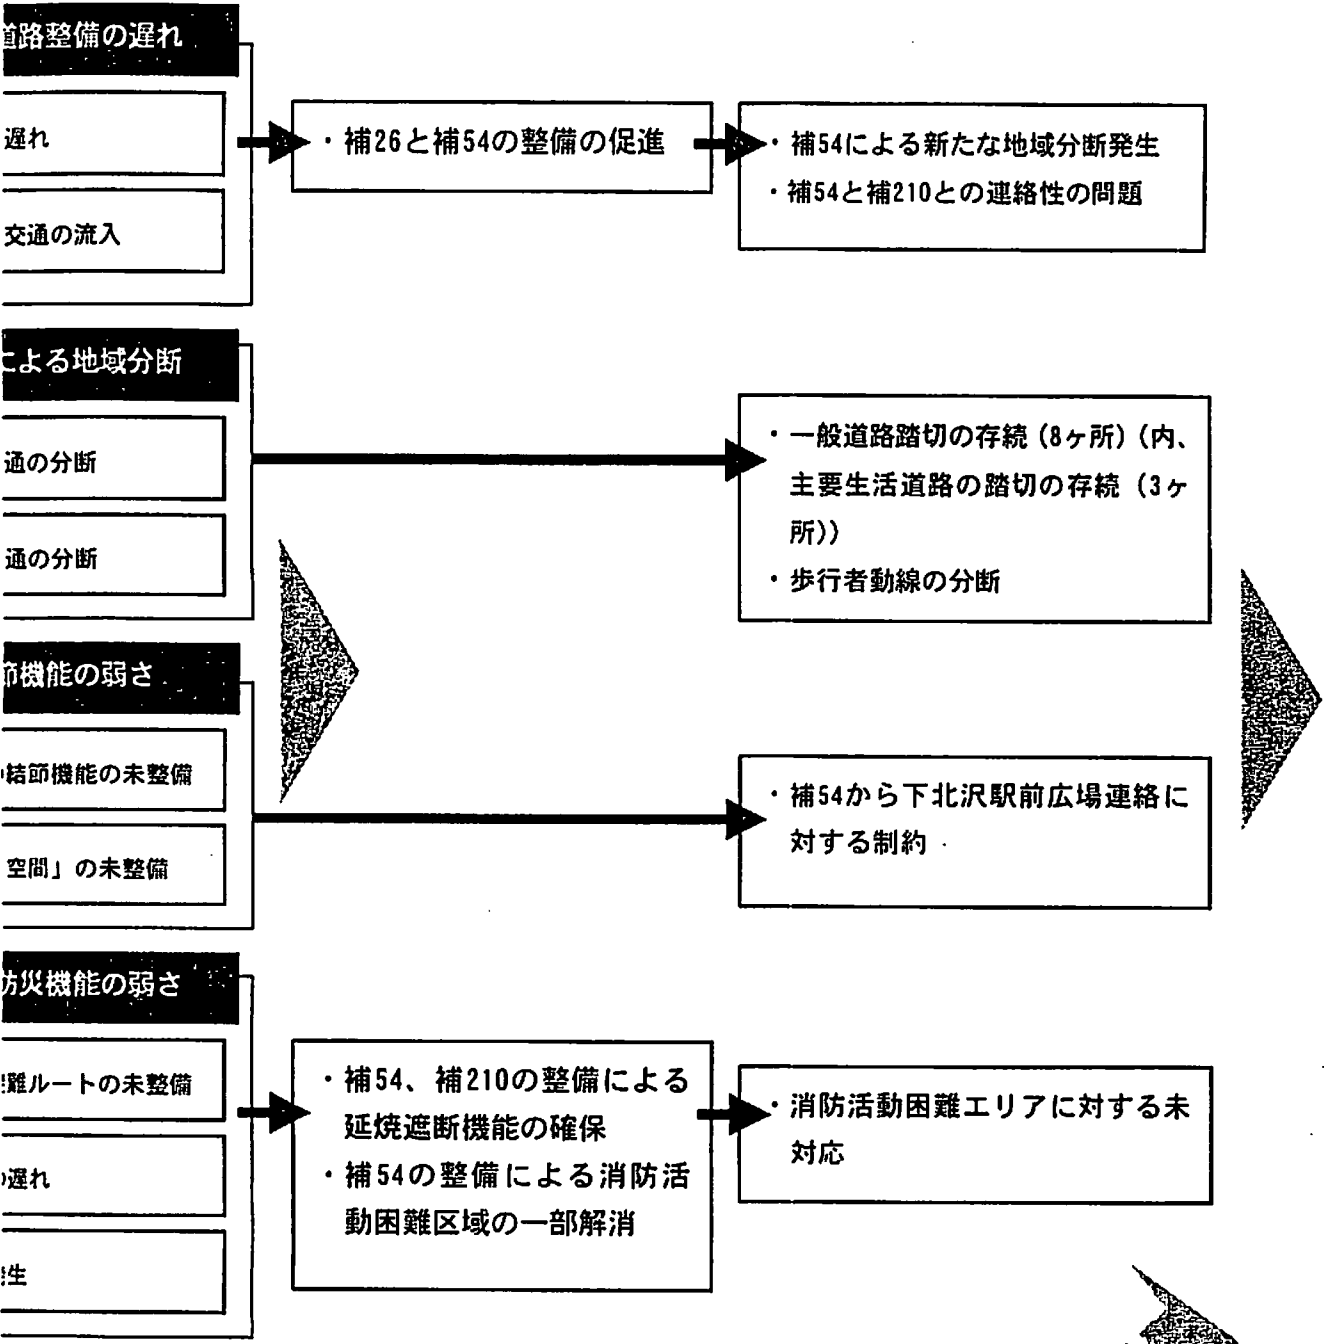 道路整備の遅れ
遅れ
交通の流入
・補26と補54の整備の促進
・補54による新たな地域分断発生
・補54と補210との連絡性の問題
による地域分断
通の分断
通の分断
・一般道路踏切の存続（8ヶ所）（内、
主要生活道路の踏切の存続（3ヶ
所））
・歩行者動線の分断
節機能の弱さ
結節機能の未整備
空間」の未整備
・補54から下北沢駅前広場連絡に
対する制約
防災機能の弱さ
難ルートの未整備
遅れ
生
・補54、補210の整備による
延焼遮断機能の確保
・補54の整備による消防活
動困難区域の一部解消
・消防活動困難エリアに対する未
対応